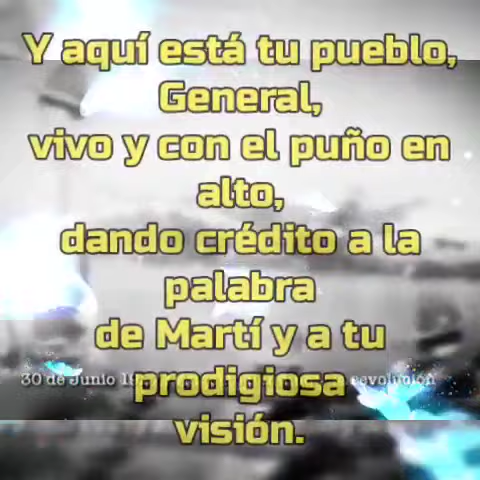 Y aquí está tu pueblo,
General,
vivo y con el puño en
alto,
dando crédito a la
palabra
de Martí y a tu
prodigiosa
visión.
30 de Junio revolución